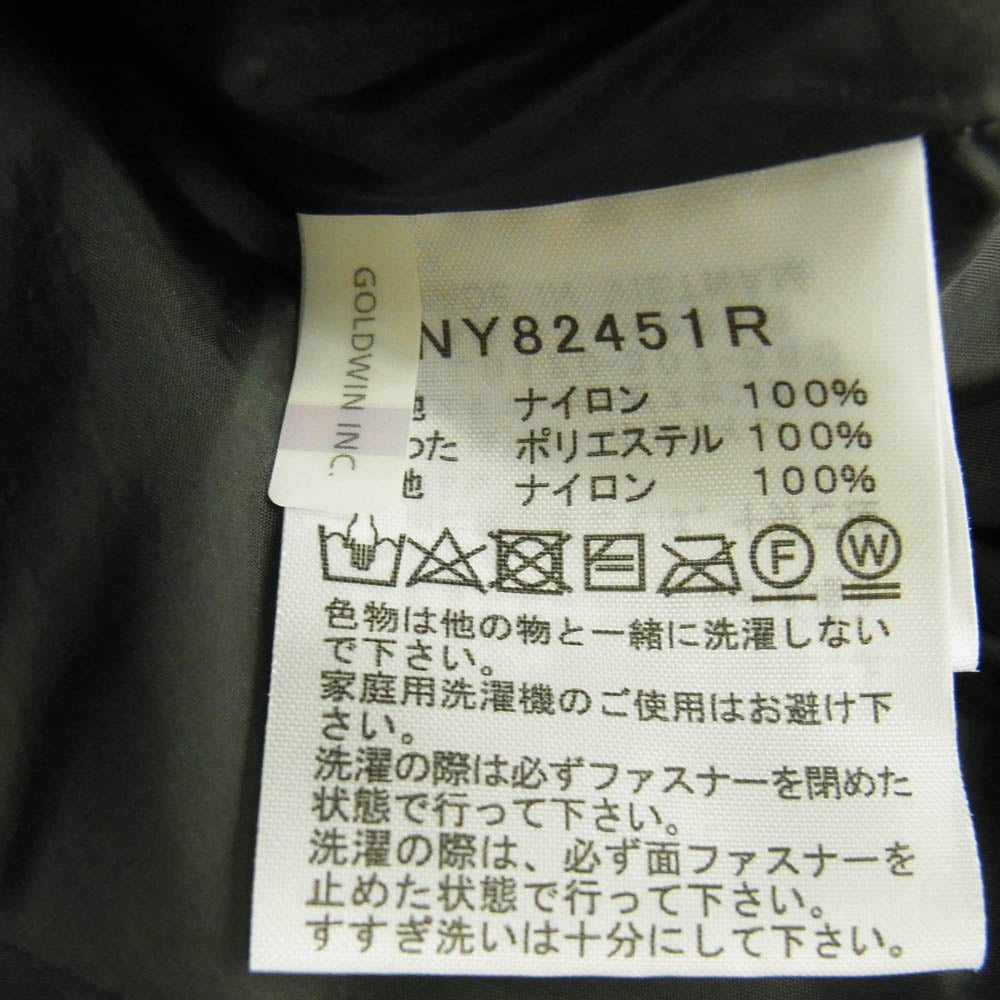 GOLDWIN INC.
NY82451R
地 ナイロン 100%
わた ポリエステル 100%
地 ナイロン 100%
F W
色物は他の物と一緒に洗濯しない
で下さい。
家庭用洗濯機のご使用はお避け下
さい。
洗濯の際は必ずファスナーを閉めた
状態で行って下さい。
洗濯の際は、必ず面ファスナーを
止めた状態で行って下さい。
すすぎ洗いは十分にして下さい。